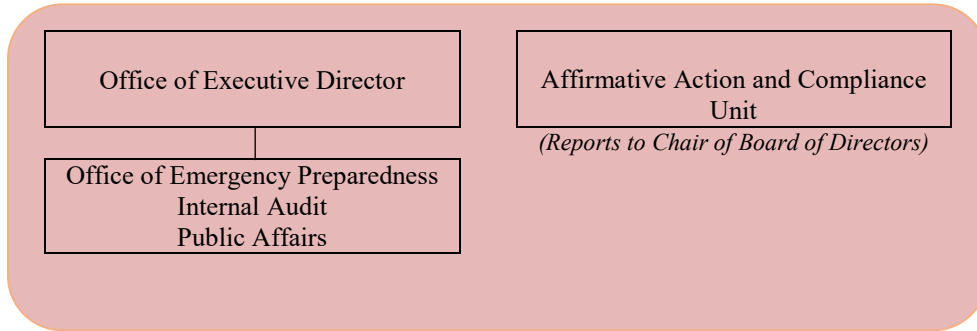 Office of Executive Director
Office of Emergency Preparedness
Internal Audit
Public Affairs
Affirmative Action and Compliance
Unit
(Reports to Chair of Board of Directors)